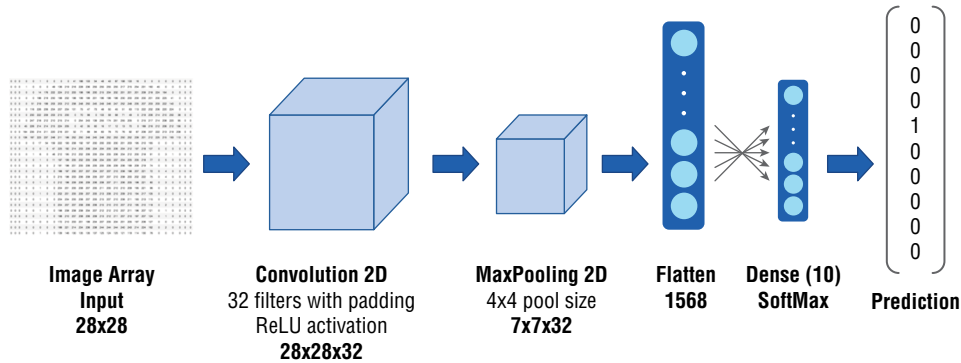 Image Array
Input
28x28
Convolution 2D
32 filters with padding
ReLU activation
28x28x32
MaxPooling 2D
4x4 pool size
7x7x32
Flatten
1568
Dense (10)
SoftMax
0
0
0
0
1
0
0
0
0
0
Prediction